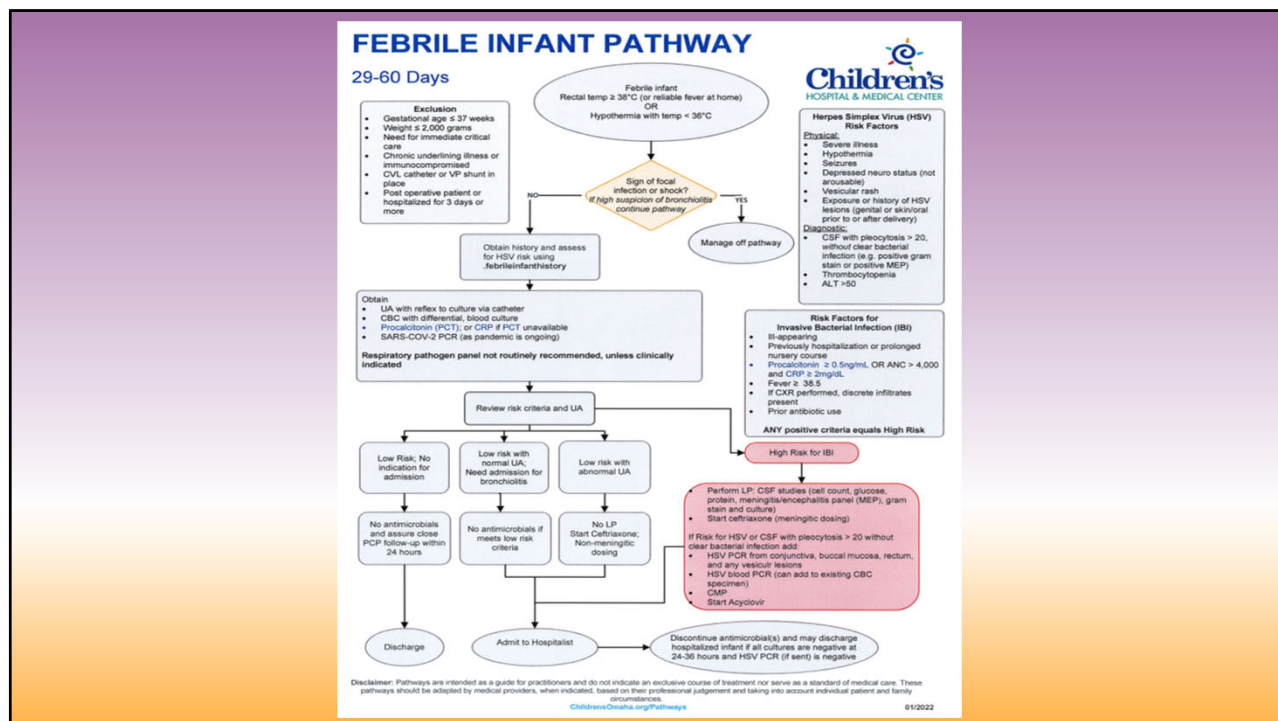 FEBRILE INFANT PATHWAY
29-60 Days
Children's
HOSPITAL & MEDICAL CENTER
Febrile infant
Rectal temp ≥ 38°C (or reliable fever at home)
OR
Hypothermia with temp < 36°C
Exclusion
• Gestational age ≤ 37 weeks
• Weight ≤ 2,000 grams
• Need for immediate critical
care
• Chronic underlining illness or
immunocompromised
• CVL catheter or VP shunt in
place
• Post operative patient or
hospitalized for 3 days or
more
Herpes Simplex Virus (HSV)
Risk Factors
Physical:
• Severe illness
• Hypothermia
• Seizures
• Depressed neuro status (not
arousable)
• Vesicular rash
• Exposure or history of HSV
lesions (genital or skin/oral
prior to or after delivery)
Diagnostic:
• CSF with pleocytosis > 20,
without clear bacterial
infection (e.g. positive gram
stain or positive MEP)
• Thrombocytopenia
• ALT >50
Sign of focal
infection or shock?
If high suspicion of bronchiolitis
continue pathway
NO
YES
Manage off pathway
Obtain history and assess
for HSV risk using
.febrileinfanthistory
Obtain
• UA with reflex to culture via catheter
• CBC with differential, blood culture
• Procalcitonin (PCT); or CRP if PCT unavailable
• SARS-COV-2 PCR (as pandemic is ongoing)
Respiratory pathogen panel not routinely recommended, unless clinically
indicated
Risk Factors for
Invasive Bacterial Infection (IBI)
• Ill-appearing
• Previously hospitalization or prolonged
nursery course
• Procalcitonin ≥ 0.5ng/mL OR ANC > 4,000
and CRP ≥ 2mg/dL
• Fever ≥ 38.5
• If CXR performed, discrete infiltrates
present
• Prior antibiotic use
ANY positive criteria equals High Risk
Review risk criteria and UA
Low Risk; No
indication for
admission
Low risk with
normal UA;
Need admission for
bronchiolitis
Low risk with
abnormal UA
High Risk for IBI
No antimicrobials
and assure close
PCP follow-up within
24 hours
No antimicrobials if
meets low risk
criteria
No LP
Start Ceftriaxone;
Non-meningitic
dosing
• Perform LP: CSF studies (cell count, glucose,
protein, meningitis/encephalitis panel (MEP), gram
stain and culture)
• Start ceftriaxone (meningitic dosing)
If Risk for HSV or CSF with pleocytosis > 20 without
clear bacterial infection add:
• HSV PCR from conjunctiva, buccal mucosa, rectum,
and any vesiculr lesions
• HSV blood PCR (can add to existing CBC
specimen)
• CMP
• Start Acyclovir
Discharge
Admit to Hospitalist
Discontinue antimicrobial(s) and may discharge
hospitalized infant if all cultures are negative at
24-36 hours and HSV PCR (if sent) is negative
Disclaimer: Pathways are intended as a guide for practitioners and do not indicate an exclusive course of treatment nor serve as a standard of medical care. These
pathways should be adapted by medical providers, when indicated, based on their professional judgement and taking into account individual patient and family
circumstances.
ChildrensOmaha.org/Pathways
01/2022